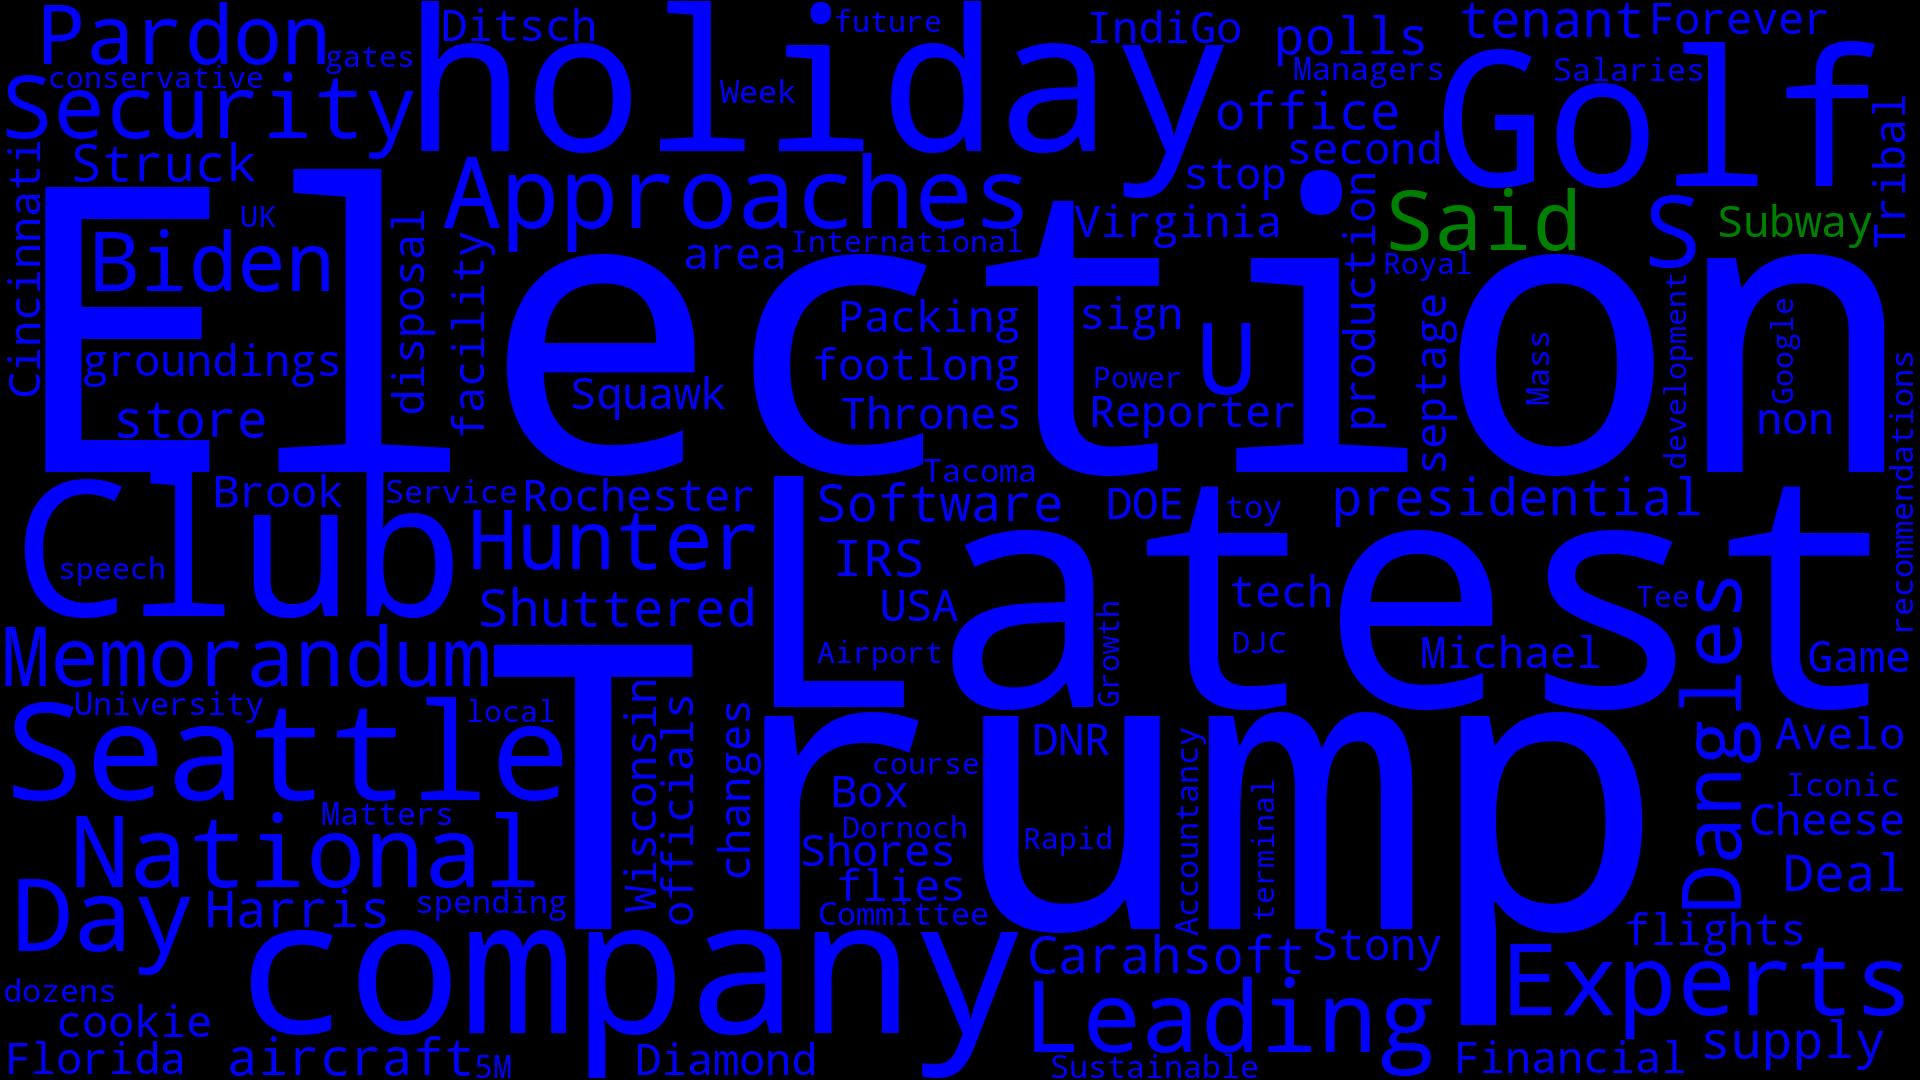 Pardon
gates
holiday
Ditsch
future
IndiGo
polls
tenant
Forever
conservative
Security
Week
Managers
Golf
Salaries
office
second
Tribal
Cincinnati
Struck
Approaches
stop
Said
S
Subway
UK
Biden
disposal
facility
area
International
Virginia
production
Royal
Election
groundings
Squawk
Packing
sign
U
septage
Mass
development
Google
footlong
Power
store
Thrones
Reporter
non
recommendations
Club
Brook
Service
Rochester
Tacoma
Software
DOE
toy
presidential
Hunter
Latest
speech
IRS
tech
Tee
Dangles
Shuttered
USA
Growth
Memorandum
Airport
DJC
Michael
Game
University
local
Wisconsin
officials
changes
Trump
Seattle
DNR
Avelo
course
Box
Accountancy
terminal
Iconic
Matters
Dornoch
Rapid
Cheese
National
Shores
Deal
Day
Harris
spending
flies
Committee
flights
company
Carahsoft
Stony
Experts
dozens
cookie
Leading
supply
Florida
aircraft
5M
Diamond
Sustainable
Financial